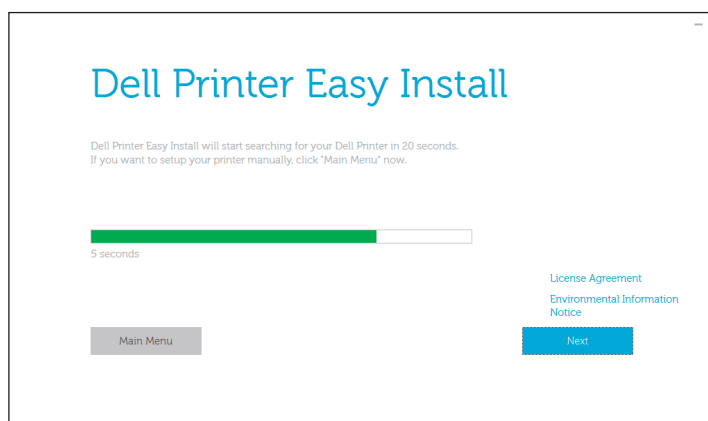 Dell Printer Easy Install
Dell Printer Easy Install will start searching for your Dell Printer in 20 seconds.
If you want to setup your printer manually, click "Main Menu" now.
5 seconds
License Agreement
Environmental Information
Notice
Main Menu
Next